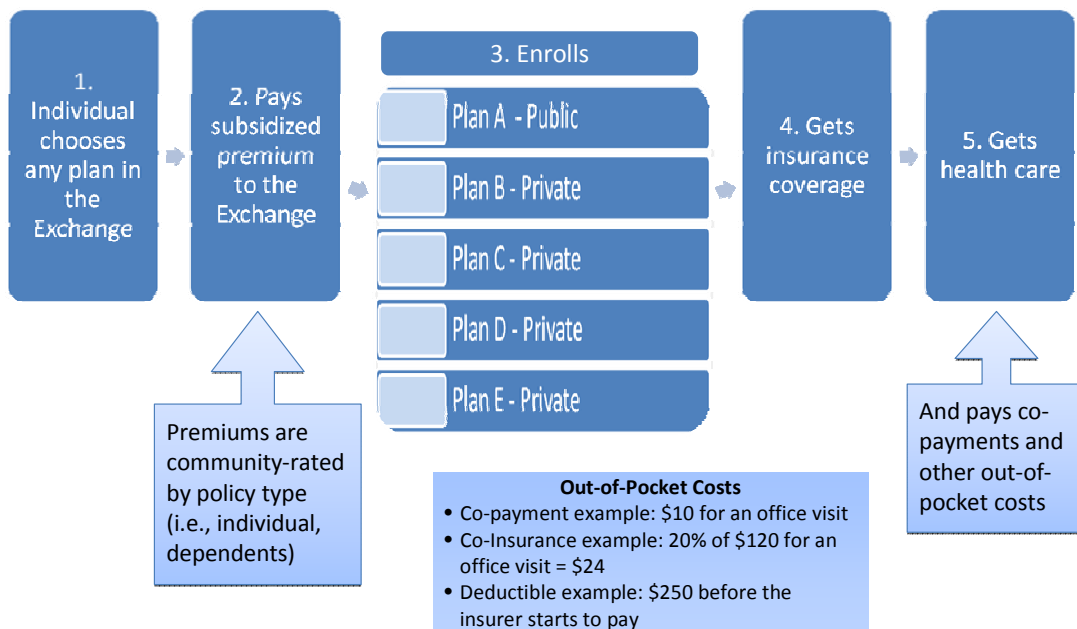 1.
Individual
chooses
any plan in
the
Exchange
2. Pays
subsidized
premium
to the
Exchange
3. Enrolls
Plan A - Public
Plan B - Private
Plan C - Private
Plan D - Private
Plan E - Private
4. Gets
insurance
coverage
5. Gets
health care
Premiums are
community-rated
by policy type
(i.e., individual,
dependents)
And pays co-
payments and
other out-of-
pocket costs
Out-of-Pocket Costs
• Co-payment example: $10 for an office visit
• Co-Insurance example: 20% of $120 for an
office visit = $24
• Deductible example: $250 before the
insurer starts to pay